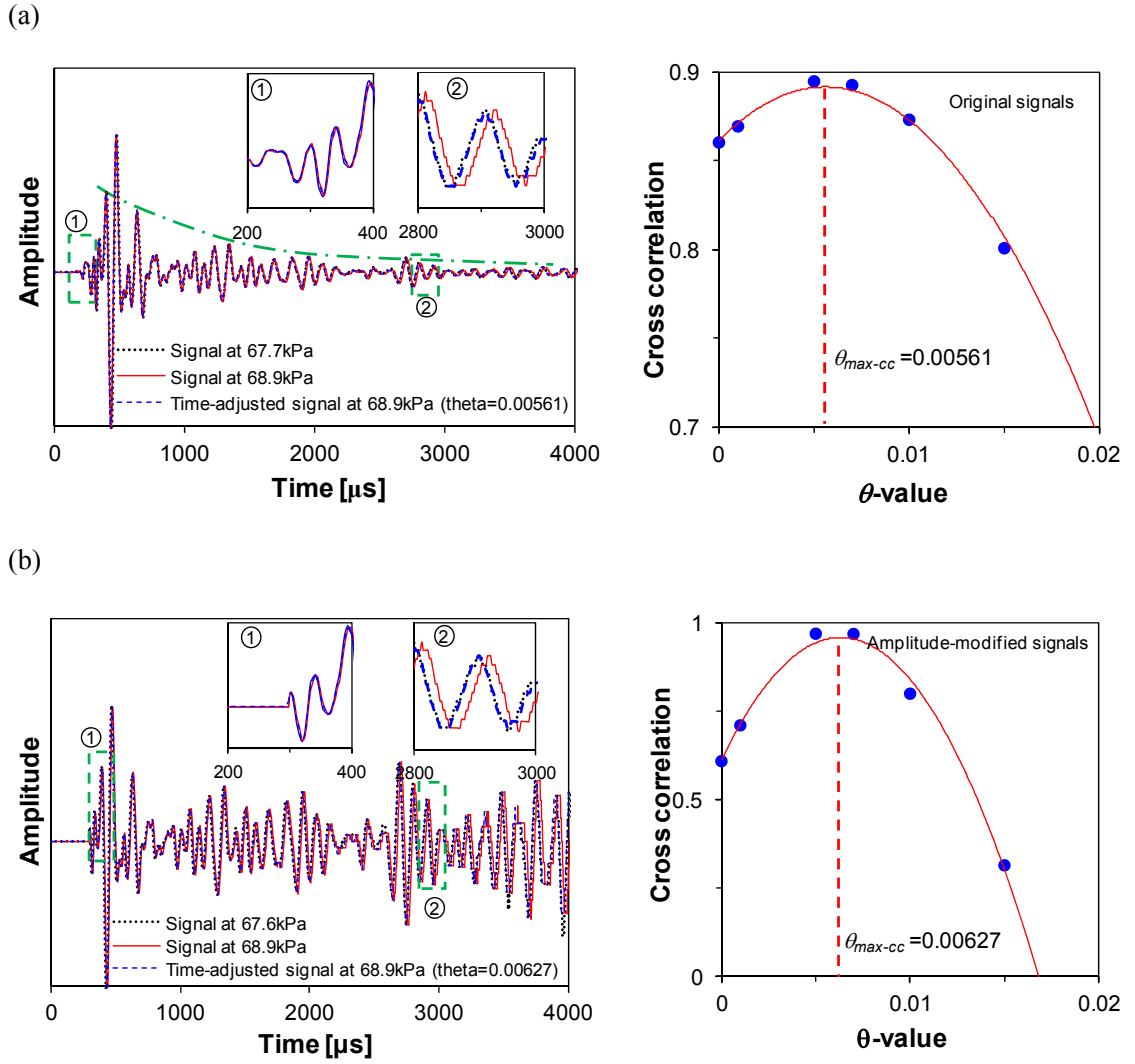 (a)
①
②
200
400
2800
3000
①
②
Amplitude
Signal at 67.7kPa
Signal at 68.9kPa
Time-adjusted signal at 68.9kPa (theta=0.00561)
0
1000
2000
3000
4000
Time [µs]
0.9
0.8
0.7
Cross correlation
Original signals
θmax-cc =0.00561
0
0.01
0.02
θ-value
(b)
①
②
200
400
2800
3000
①
②
Amplitude
Signal at 67.6kPa
Signal at 68.9kPa
Time-adjusted signal at 68.9kPa (theta=0.00627)
0
1000
2000
3000
4000
Time [µs]
1
0.5
0
Cross correlation
Amplitude-modified signals
θmax-cc =0.00627
0
0.01
0.02
θ-value